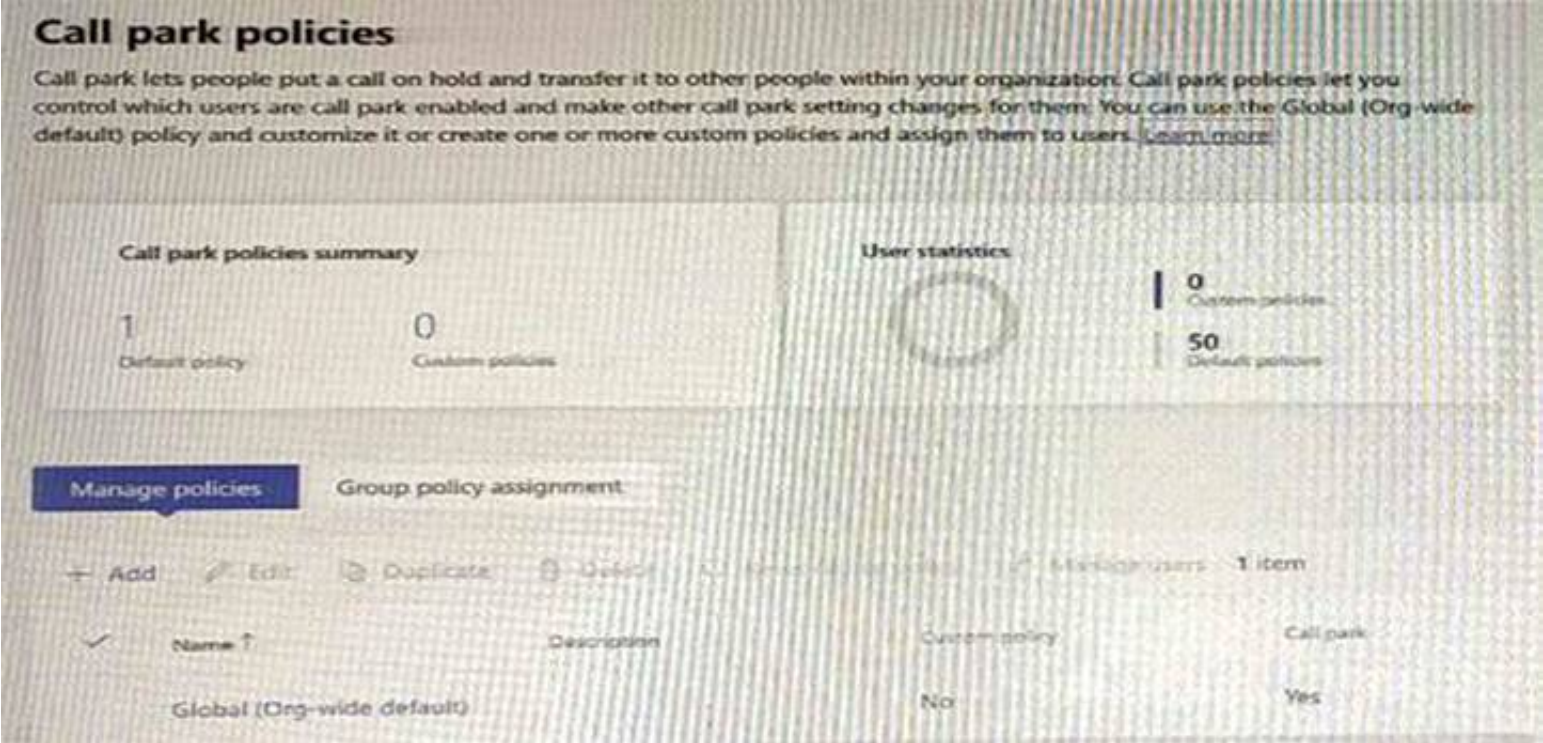 Call park policies
Call park lets people put a call on hold and transfer it to other people within your organization. Call park policies let you
control which users are call park enabled and make other call park setting changes for them. You can use the Global (Org-wide
default) policy and customize it or create one or more custom policies and assign them to users. Learn more
Call park policies summary
User statistics
1
Default policy
0
Custom policies
0
Custom policies
50
Default policies
Manage policies
Group policy assignment
+ Add
Edit
Duplicate
Delete
Manage users
1 item
Name ↑
Description
Custom policy
Call park
Global (Org-wide default)
No
Yes